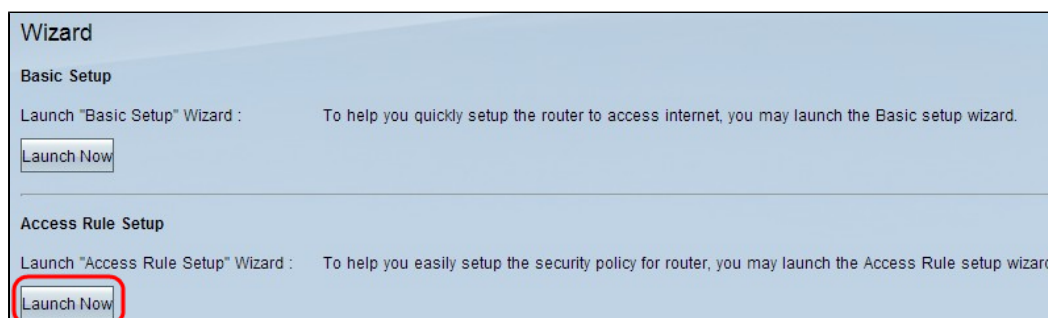 Wizard
Basic Setup
Launch "Basic Setup" Wizard : To help you quickly setup the router to access internet, you may launch the Basic setup wizard.
Launch Now
Access Rule Setup
Launch "Access Rule Setup" Wizard : To help you easily setup the security policy for router, you may launch the Access Rule setup wizar
Launch Now